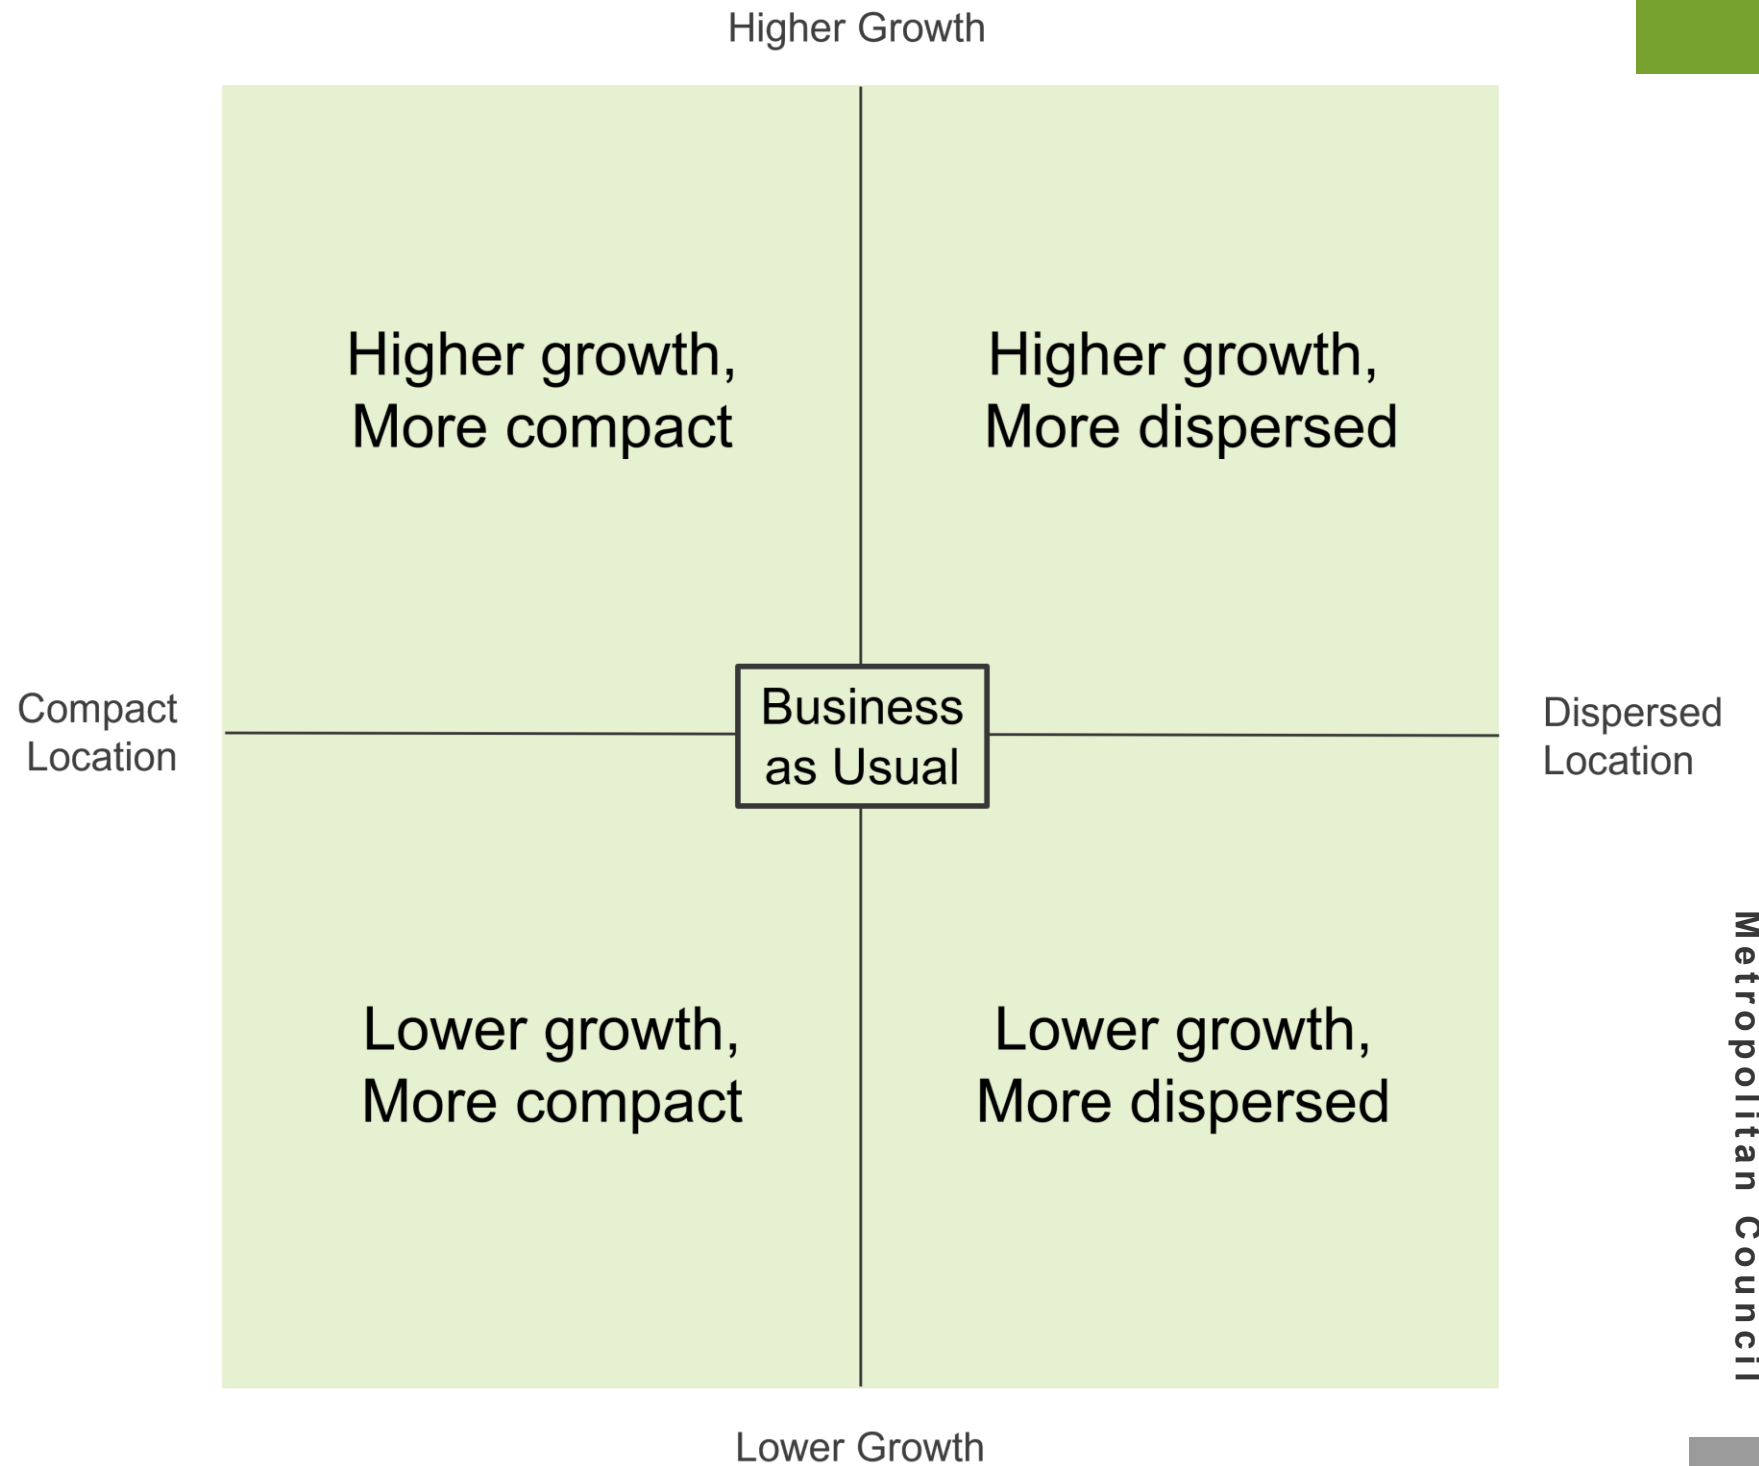 Higher Growth
Higher growth,
More compact
Higher growth,
More dispersed
Compact
Location
Business
as Usual
Dispersed
Location
Lower growth,
More compact
Lower growth,
More dispersed
Lower Growth
Metropolitan Council